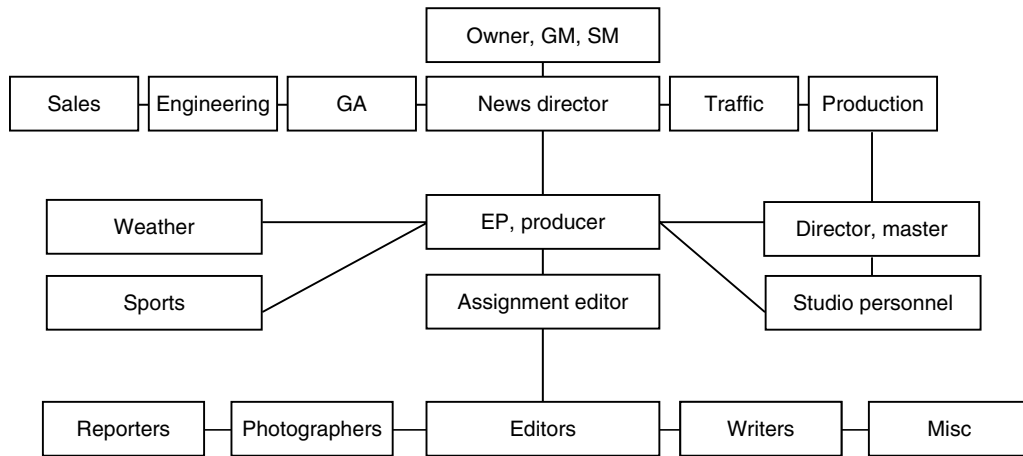 Owner, GM, SM
Sales
Engineering
GA
News director
Traffic
Production
Weather
EP, producer
Director, master
Sports
Assignment editor
Studio personnel
Reporters
Photographers
Editors
Writers
Misc